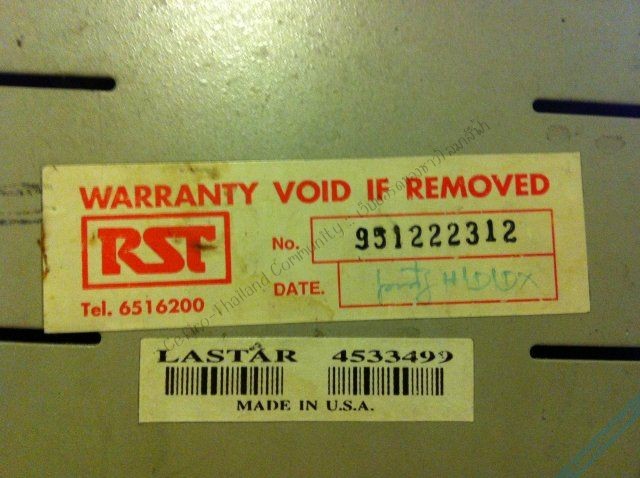 WARRANTY VOID IF REMOVED
RST
No. 951222312
DATE.
Tel. 6516200
LASTAR 4533499
MADE IN U.S.A.